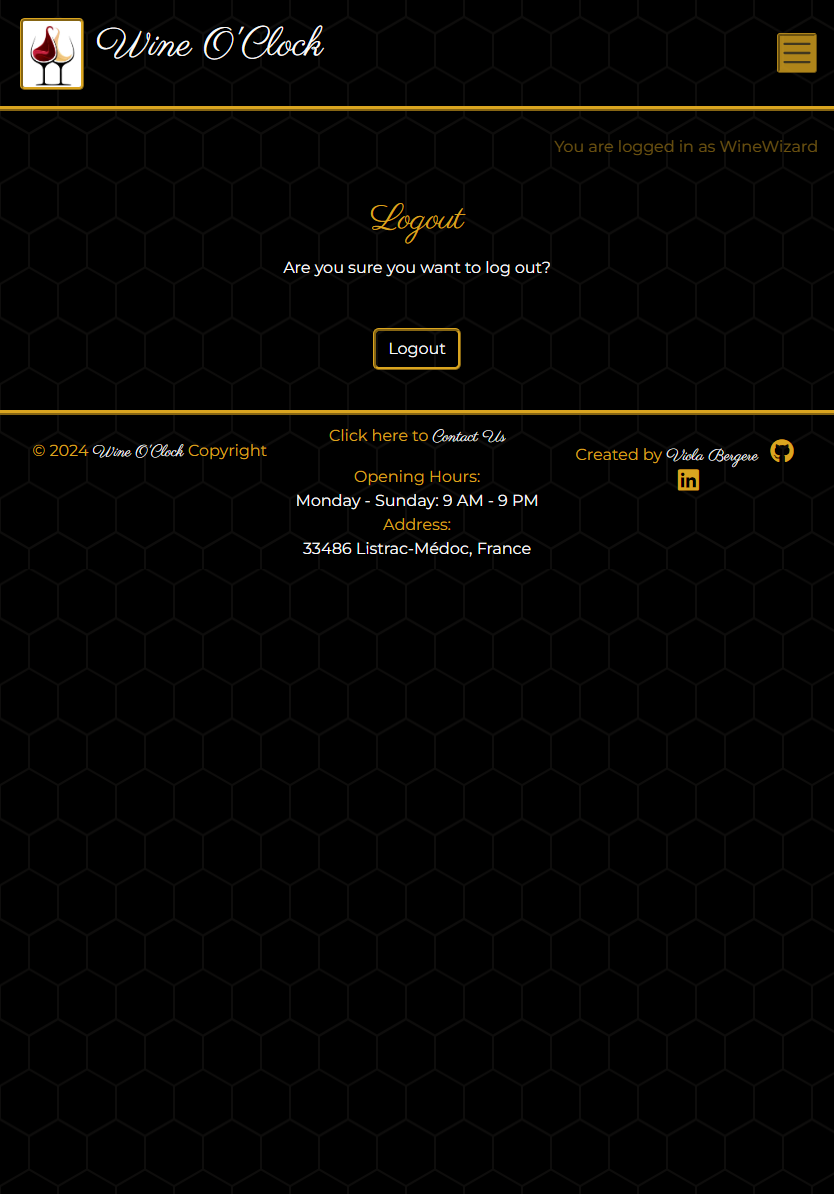 Wine O'Clock
You are logged in as WineWizard
Logout
Are you sure you want to log out?
Logout
© 2024 Wine O'Clock Copyright
Click here to Contact Us
Opening Hours:
Monday - Sunday: 9 AM - 9 PM
Address:
33486 Listrac-Médoc, France
Created by Viola Bergere
in